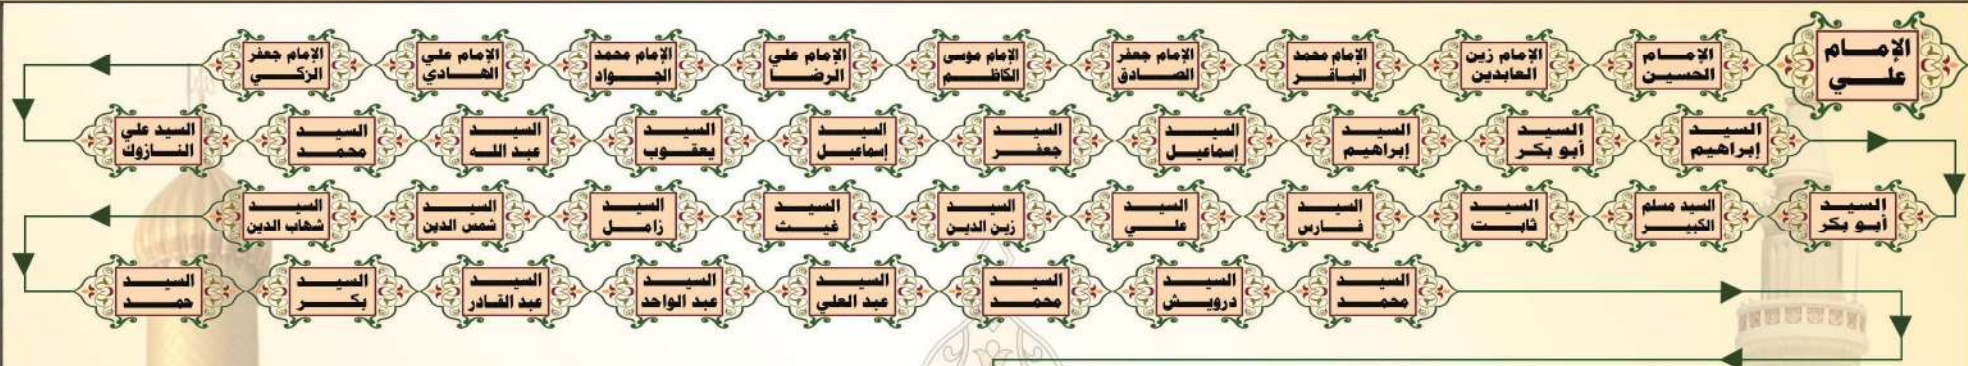 الإمام
علي
الإمام
الحسين
الإمام زين
العابدين
الإمام محمد
الباقر
الإمام جعفر
الصادق
الإمام موسى
الكاظم
الإمام علي
الرضا
الإمام محمد
الجواد
الإمام علي
الهادي
الإمام جعفر
الزكي
السيد علي
النازوك
السيد
محمد
السيد
عبد الله
السيد
يعقوب
السيد
إسماعيل
السيد
جعفر
السيد
إسماعيل
السيد
إبراهيم
السيد
أبو بكر
السيد
إبراهيم
السيد
أبو بكر
السيد مسلم
الكبير
السيد
ثابت
السيد
فارس
السيد
علي
السيد
زين الدين
السيد
غيث
السيد
زامل
السيد
شمس الدين
السيد
شهاب الدين
السيد
حمد
السيد
بكر
السيد
عبد القادر
السيد
عبد الواحد
السيد
عبد العلي
السيد
محمد
السيد
درويش
السيد
محمد